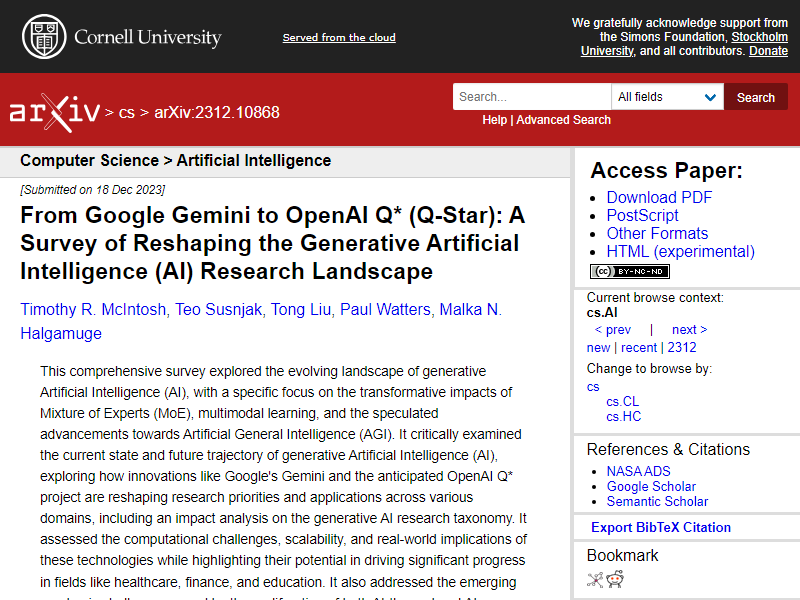 Cornell University
Served from the cloud
We gratefully acknowledge support from
the Simons Foundation, Stockholm
University, and all contributors. Donate
arXiv > cs > arXiv:2312.10868
Search...
All fields
Search
Help | Advanced Search
Computer Science > Artificial Intelligence
[Submitted on 18 Dec 2023]
From Google Gemini to OpenAI Q* (Q-Star): A
Survey of Reshaping the Generative Artificial
Intelligence (AI) Research Landscape
Timothy R. McIntosh, Teo Susnjak, Tong Liu, Paul Watters, Malka N.
Halgamuge
This comprehensive survey explored the evolving landscape of generative
Artificial Intelligence (AI), with a specific focus on the transformative impacts of
Mixture of Experts (MoE), multimodal learning, and the speculated
advancements towards Artificial General Intelligence (AGI). It critically examined
the current state and future trajectory of generative Artificial Intelligence (AI),
exploring how innovations like Google's Gemini and the anticipated OpenAI Q*
project are reshaping research priorities and applications across various
domains, including an impact analysis on the generative AI research taxonomy. It
assessed the computational challenges, scalability, and real-world implications of
these technologies while highlighting their potential in driving significant progress
in fields like healthcare, finance, and education. It also addressed the emerging
Access Paper:
Download PDF
PostScript
Other Formats
HTML (experimental)
(cc) BY-NC-ND
Current browse context:
cs.AI
< prev | next >
new | recent | 2312
Change to browse by:
cs
cs.CL
cs.HC
References & Citations
NASA ADS
Google Scholar
Semantic Scholar
Export BibTeX Citation
Bookmark